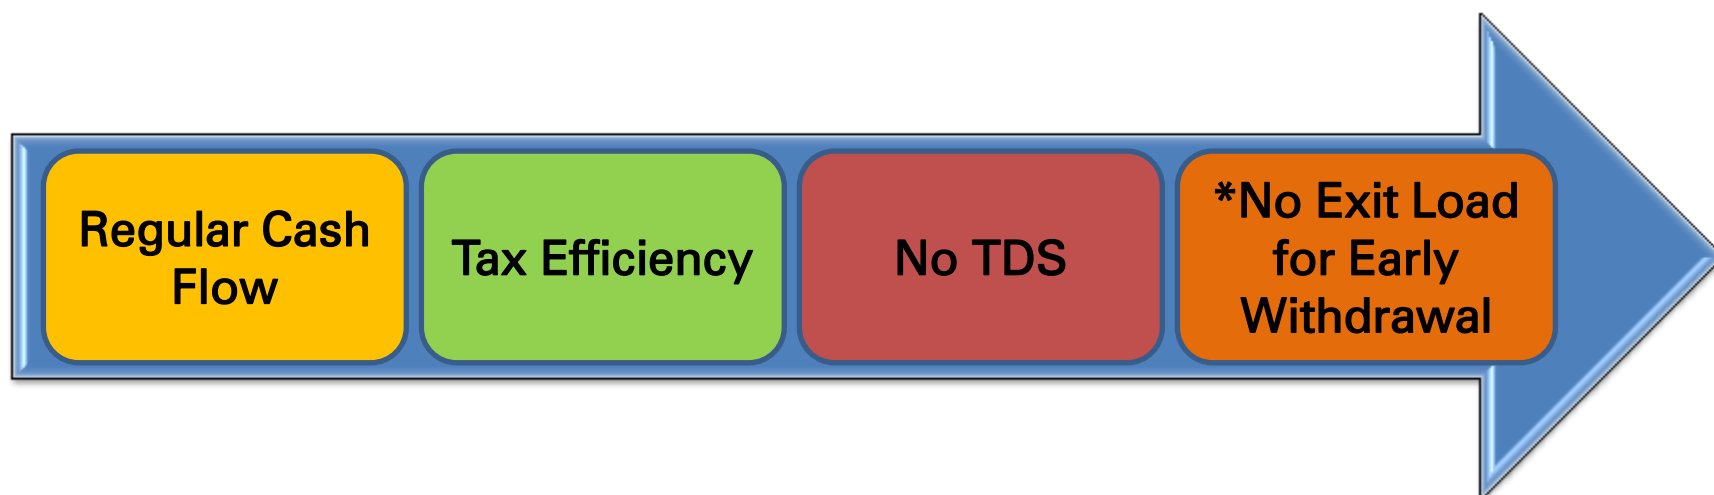 Regular Cash
Flow
Tax Efficiency
No TDS
*No Exit Load
for Early
Withdrawal